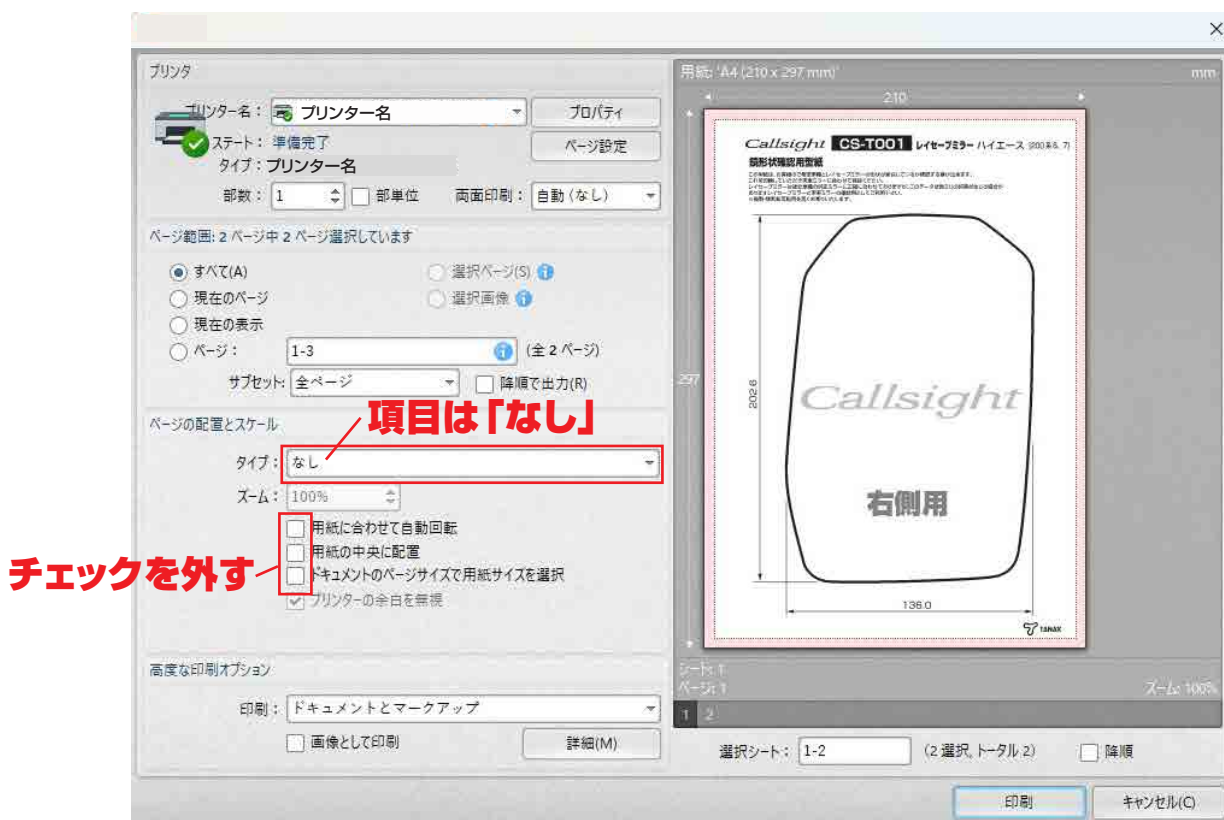 プリンタ
プリンター名： プリンター名 プロパティ
ステート： 準備完了 ページ設定
タイプ：プリンター名
部数： 1 部単位 両面印刷： 自動（なし）
ページ範囲: 2 ページ中 2 ページ選択しています
すべて(A) 選択ページ(S)
現在のページ 選択画像
現在の表示
ページ： 1-3 (全 2 ページ)
サブセット: 全ページ 降順で出力(R)
ページの配置とスケール
項目は「なし」
タイプ： なし
ズーム： 100%
用紙に合わせて自動回転
用紙の中央に配置
ドキュメントのページサイズで用紙サイズを選択
チェックを外す
プリンターの余白を無視
高度な印刷オプション
印刷： ドキュメントとマークアップ
画像として印刷 詳細(M)
用紙: 'A4 (210 x 297 mm)' mm
210
297
Callsight CS-T001 レイセーブミラー ハイエース (200系6, 7)
鏡形状確認用型紙
202.6
Callsight
右側用
136.0
TANAX
シート: 1
ページ: 1 ズーム: 100%
1 2
選択シート： 1-2 (2 選択, トータル 2) 降順
印刷 キャンセル(C)